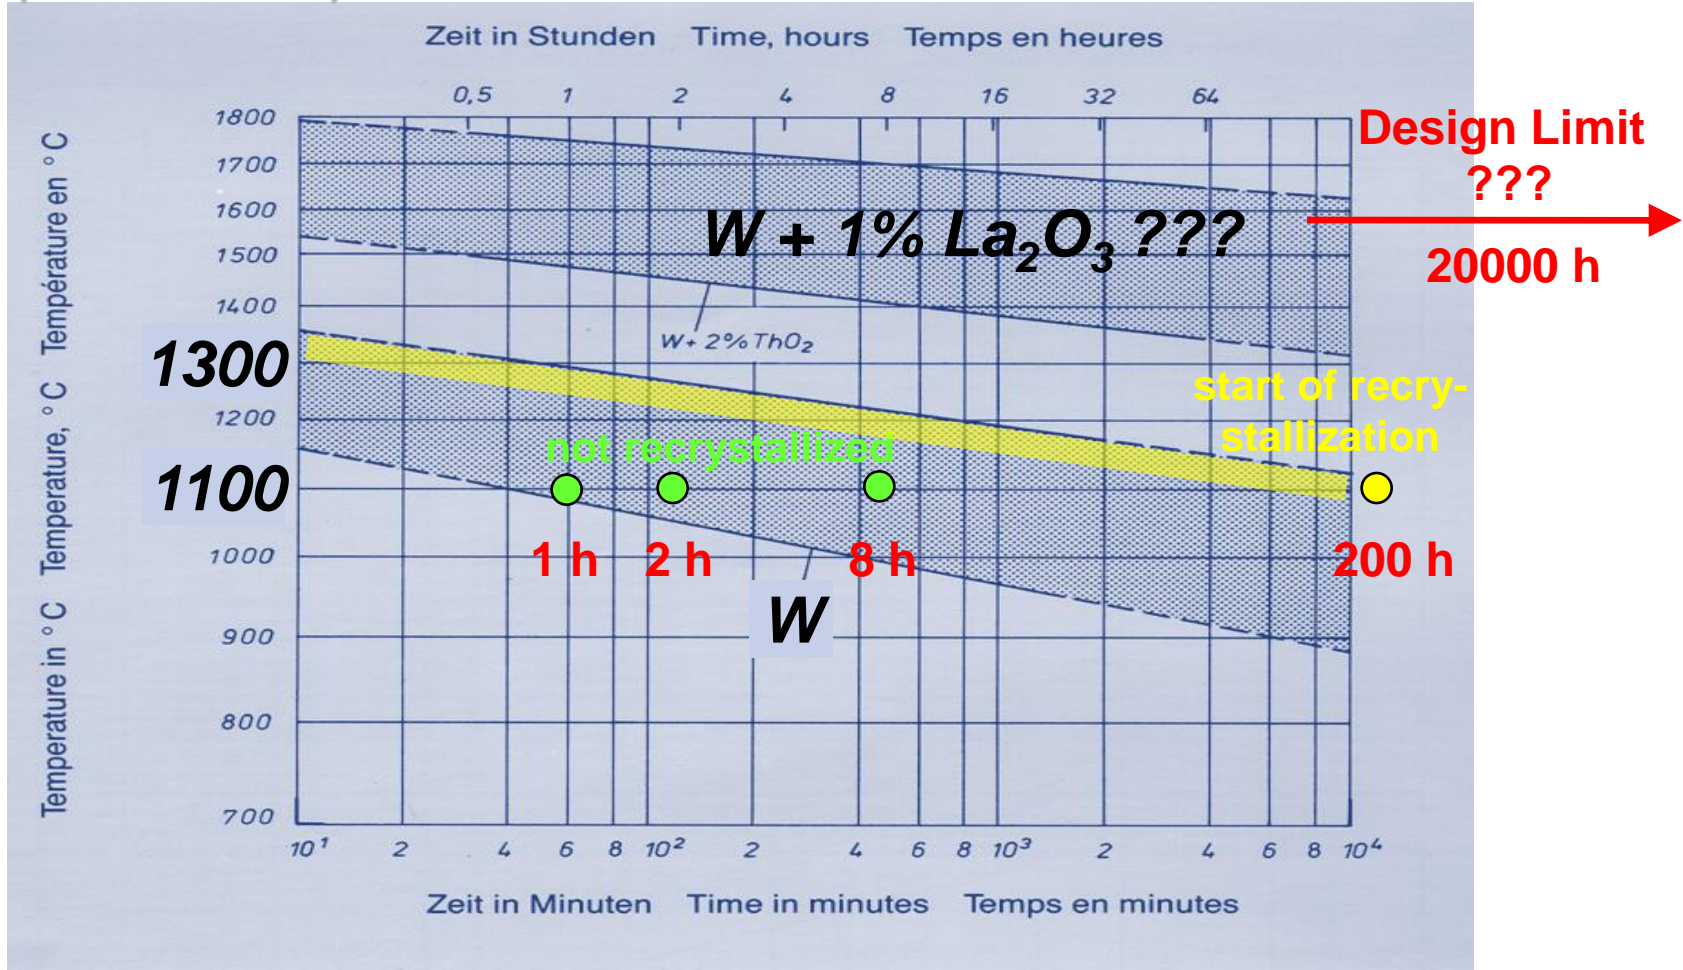 Zeit in Stunden Time, hours Temps en heures
0,5 1 2 4 8 16 32 64
Temperature in °C Temperature, °C Température en °C
1800
1700
1600
1500
1400
1300
1200
1100
1000
900
800
700
Design Limit
???
20000 h
W + 1% La₂O₃ ???
W+ 2% ThO₂
start of recry-
stallization
not recrystallized
1 h 2 h 8 h 200 h
W
10¹ 2 4 6 8 10² 2 4 6 8 10³ 2 4 6 8 10⁴
Zeit in Minuten Time in minutes Temps en minutes